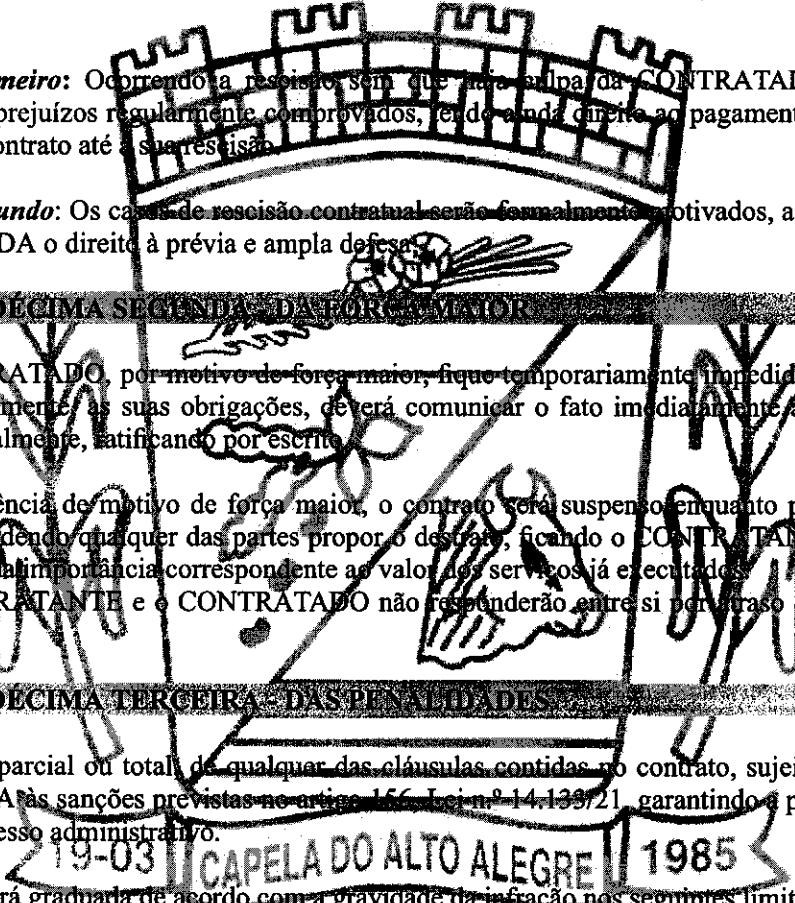 meiro: Ocorrendo a rescisão sem que haja culpa da CONTRATAD
prejuízos regularmente comprovados, tendo ainda direito ao pagament
ontrato até a sua rescisão.
undo: Os casos de rescisão contratual serão formalmente motivados, a
DA o direito à prévia e ampla defesa.
DÉCIMA SEGUNDA - DA FORÇA MAIOR
RATADO, por motivo de força maior, fique temporariamente impedid
mente, as suas obrigações, deverá comunicar o fato imediatamente à
almente, ratificando por escrito.
ência de motivo de força maior, o contrato será suspenso enquanto p
dendo qualquer das partes propor o destrato, ficando o CONTRATAN
da importância correspondente ao valor dos serviços já executados.
RATANTE e o CONTRATADO não responderão entre si por atraso
DÉCIMA TERCEIRA - DAS PENALIDADES
parcial ou total, de qualquer das cláusulas contidas no contrato, sujei
A às sanções previstas no artigo 156, Lei n.º 14.133/21, garantindo a p
esso administrativo.
19-03 CAPELA DO ALTO ALEGRE 1985
rá graduada de acordo com a gravidade da infração nos seguintes limit